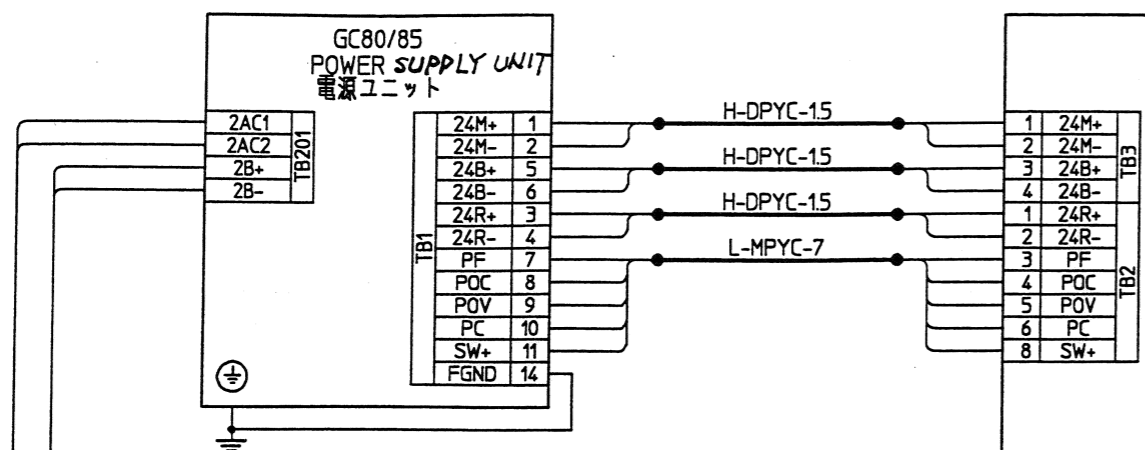 GC80/85
POWER SUPPLY UNIT
電源ユニット
2AC1
2AC2
2B+
2B-
TB201
TB1
24M+ 1
24M- 2
24B+ 5
24B- 6
24R+ 3
24R- 4
PF 7
POC 8
POV 9
PC 10
SW+ 11
FGND 14
H-DPYC-1.5
H-DPYC-1.5
H-DPYC-1.5
L-MPYC-7
1 24M+
2 24M-
3 24B+
4 24B-
TB3
1 24R+
2 24R-
3 PF
4 POC
5 POV
6 PC
8 SW+
TB2